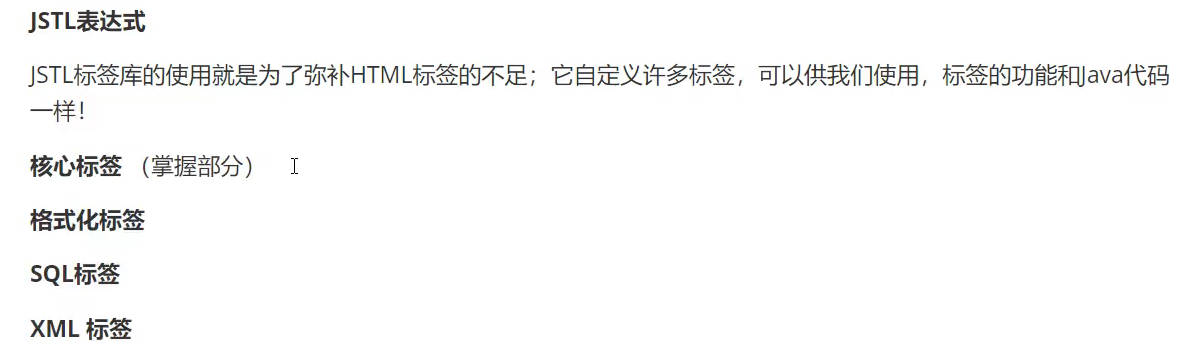 JSTL表达式
JSTL标签库的使用就是为了弥补HTML标签的不足；它自定义许多标签，可以供我们使用，标签的功能和Java代码
一样！
核心标签 （掌握部分）
格式化标签
SQL标签
XML 标签